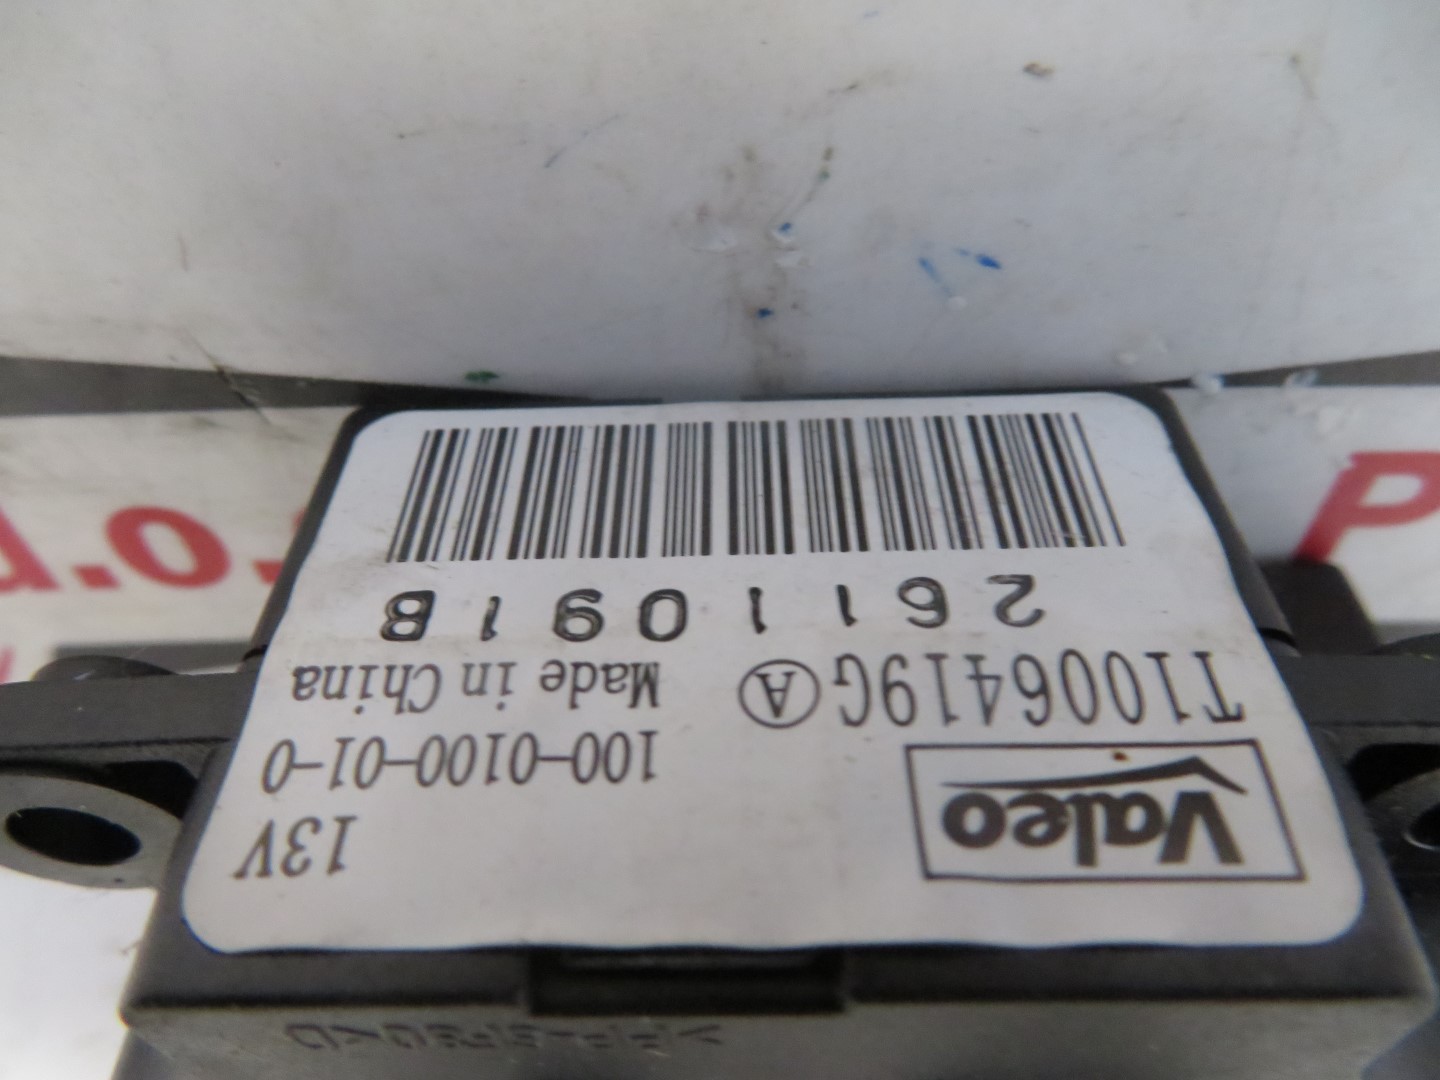 Valeo 13V
100-0100-01-0
T1006419G Ⓐ Made in China
2611091B
d.o.
P